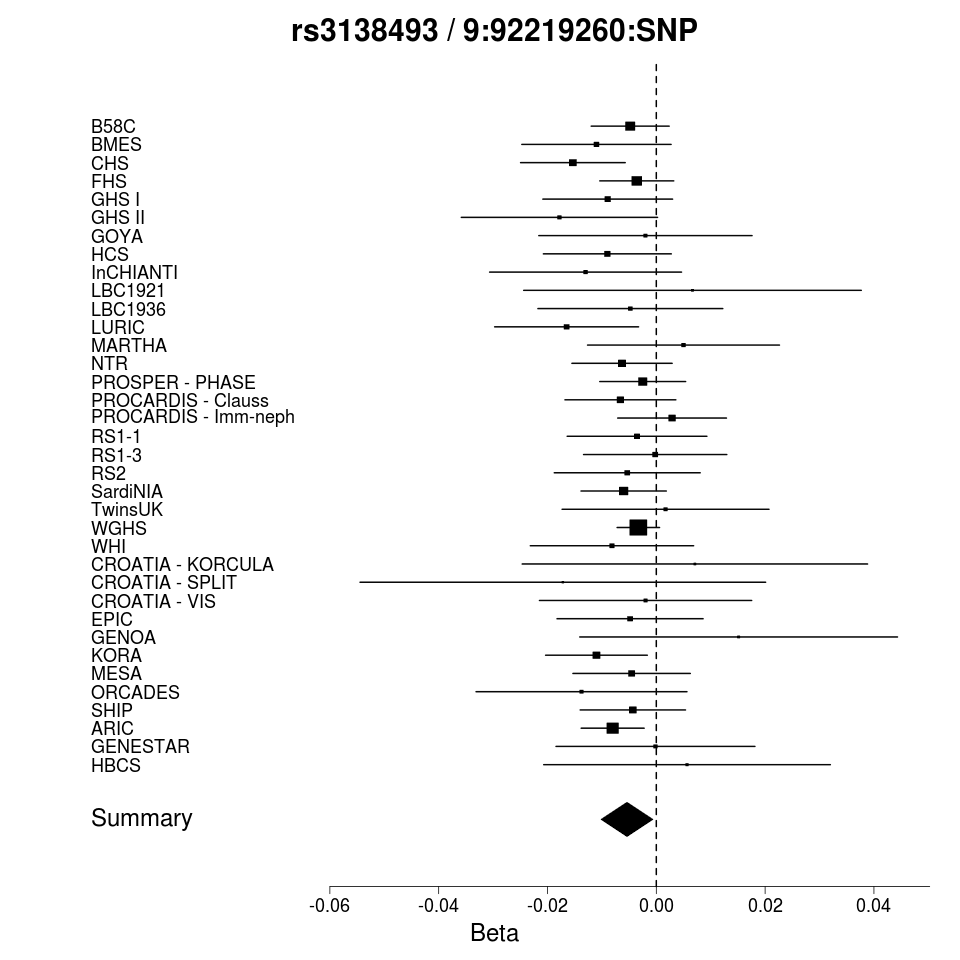 rs3138493 / 9:92219260:SNP
B58C
BMES
CHS
FHS
GHS I
GHS II
GOYA
HCS
InCHIANTI
LBC1921
LBC1936
LURIC
MARTHA
NTR
PROSPER - PHASE
PROCARDIS - Clauss
PROCARDIS - Imm-neph
RS1-1
RS1-3
RS2
SardiNIA
TwinsUK
WGHS
WHI
CROATIA - KORCULA
CROATIA - SPLIT
CROATIA - VIS
EPIC
GENOA
KORA
MESA
ORCADES
SHIP
ARIC
GENESTAR
HBCS
Summary
-0.06 -0.04 -0.02 0.00 0.02 0.04
Beta